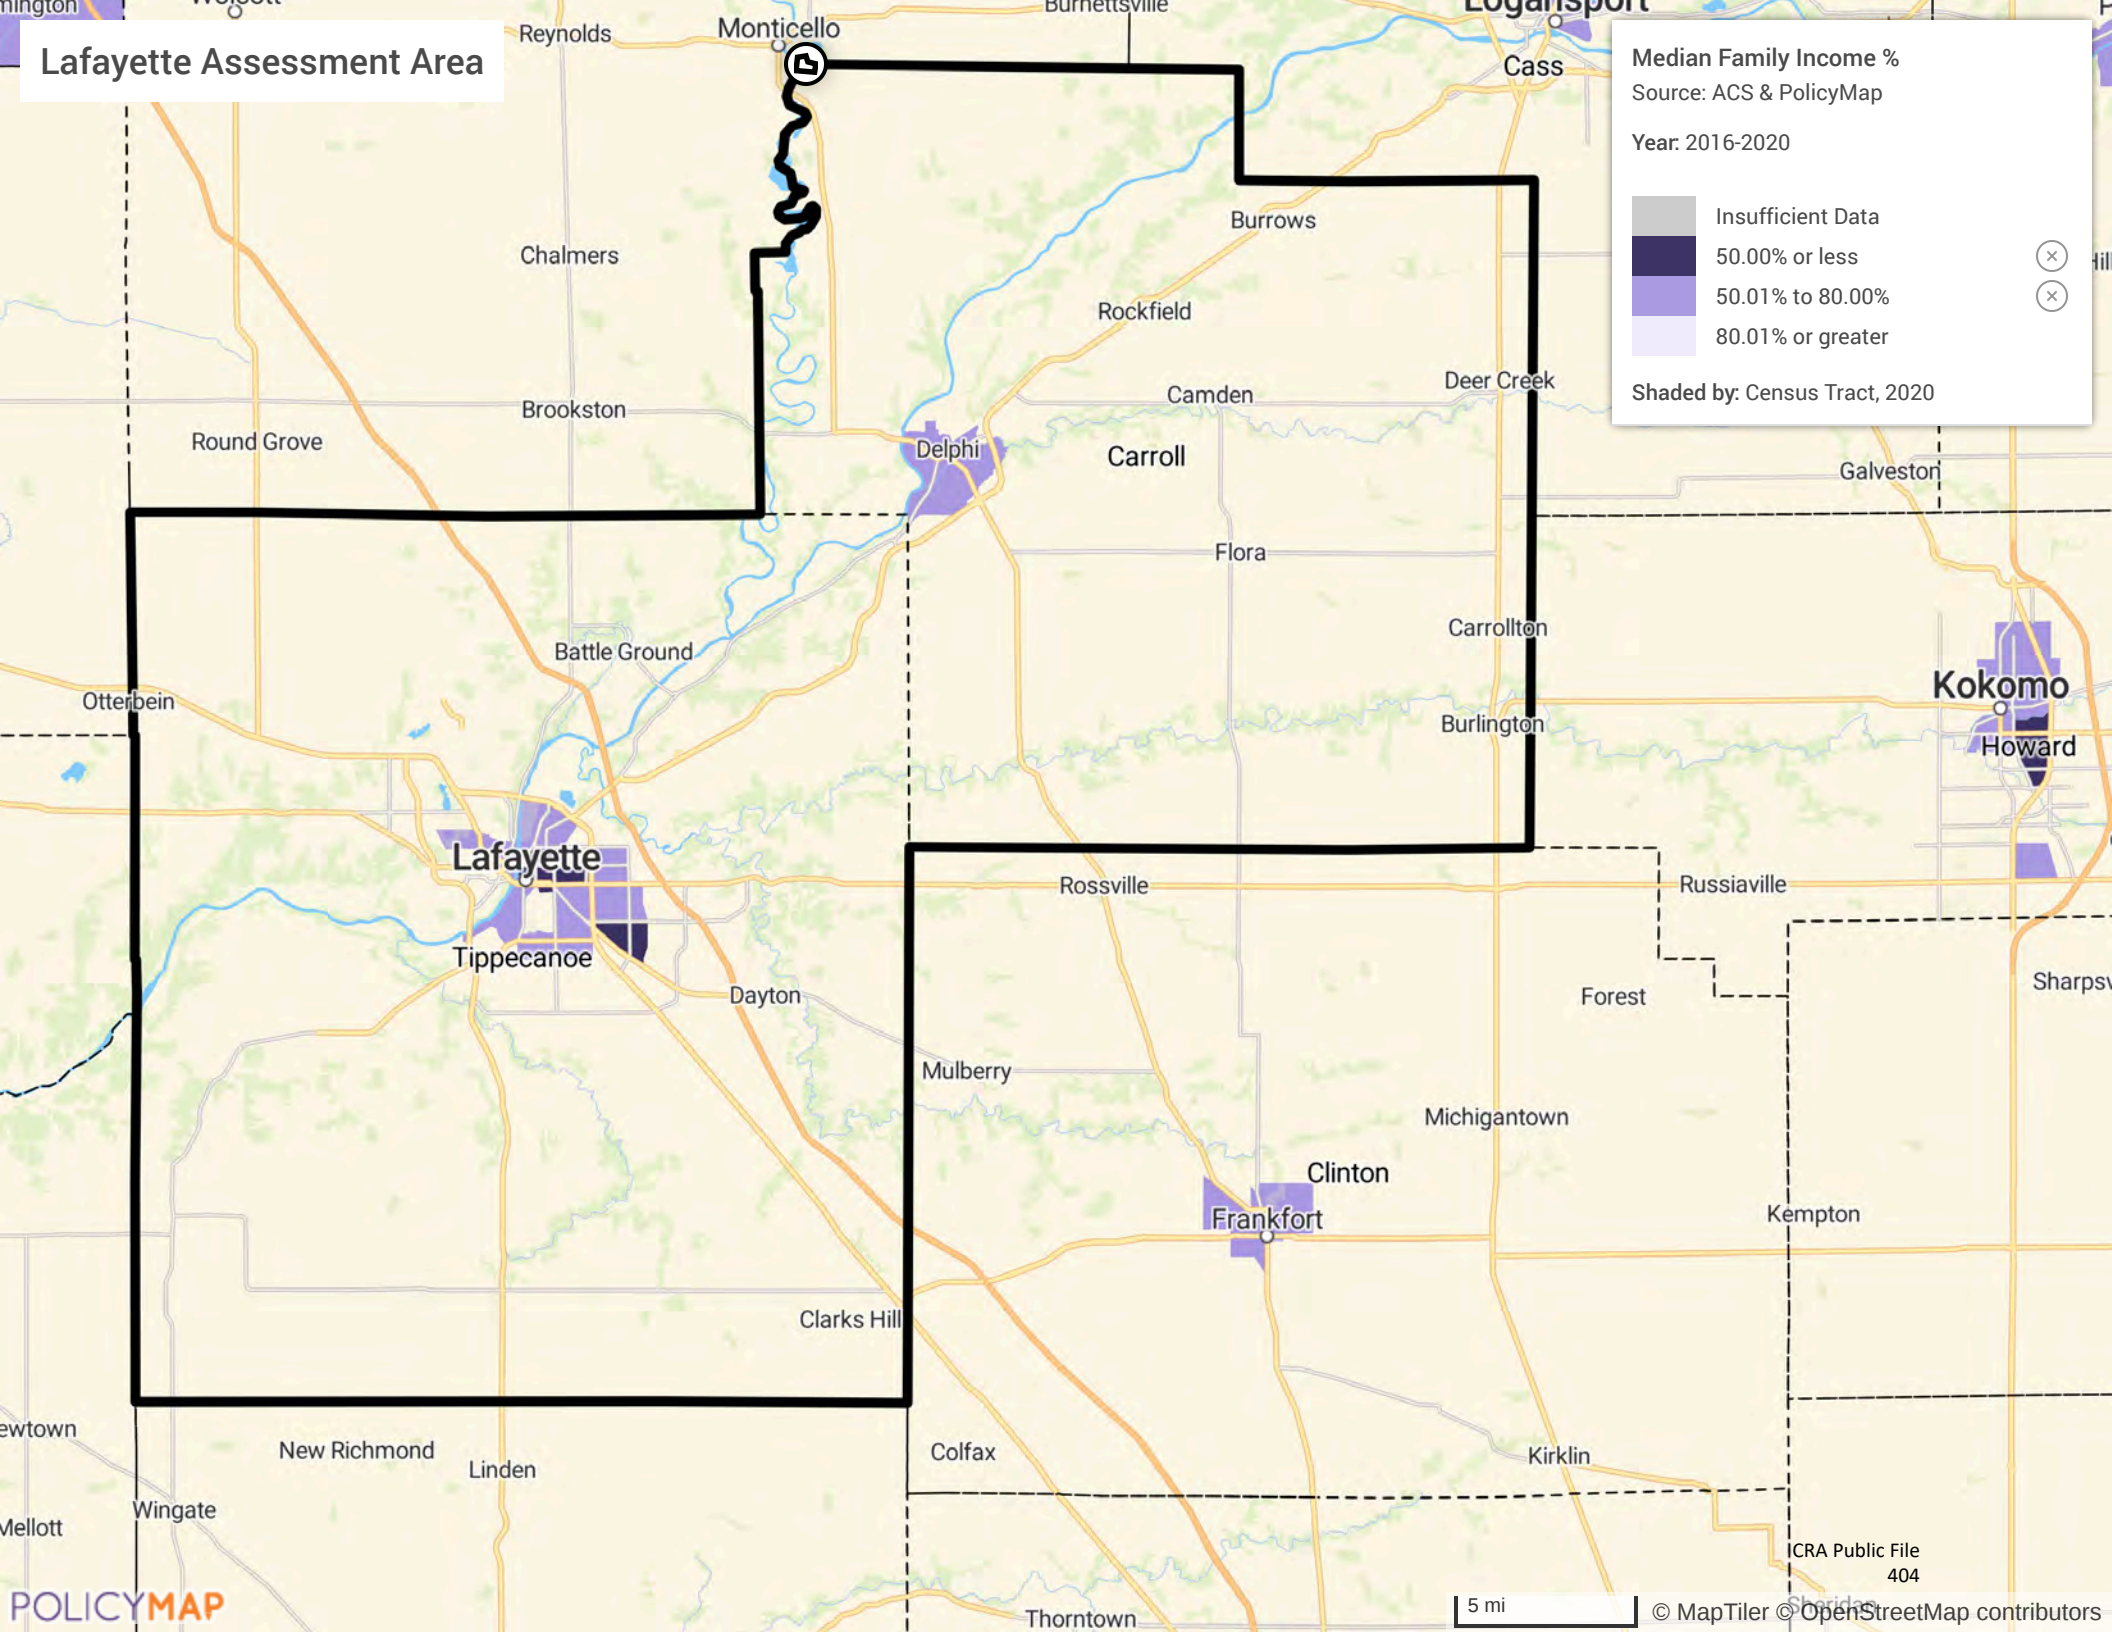 Lafayette Assessment Area
Reynolds
Monticello
Burnettsville
Logansport
Cass
Median Family Income %
Source: ACS & PolicyMap
Year: 2016-2020
Insufficient Data
50.00% or less
50.01% to 80.00%
80.01% or greater
Shaded by: Census Tract, 2020
Burrows
Chalmers
Rockfield
Deer Creek
Camden
Brookston
Round Grove
Delphi
Carroll
Galveston
Flora
Carrollton
Battle Ground
Kokomo
Otterbein
Burlington
Howard
Lafayette
Rossville
Russiaville
Tippecanoe
Dayton
Forest
Sharpsv
Mulberry
Michigantown
Clinton
Frankfort
Kempton
Clarks Hill
ewtown
New Richmond
Linden
Colfax
Kirklin
Wingate
Mellott
CRA Public File
404
POLICYMAP
Thorntown
5 mi
Sheridan
© MapTiler © OpenStreetMap contributors